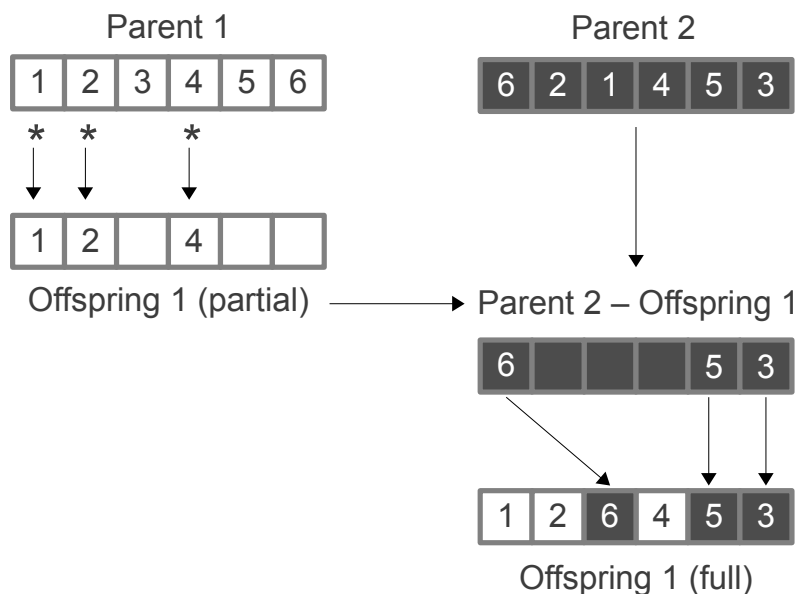 Parent 1
1 2 3 4 5 6
* * *
1 2 4
Offspring 1 (partial)
Parent 2
6 2 1 4 5 3
Parent 2 – Offspring 1
6 5 3
1 2 6 4 5 3
Offspring 1 (full)